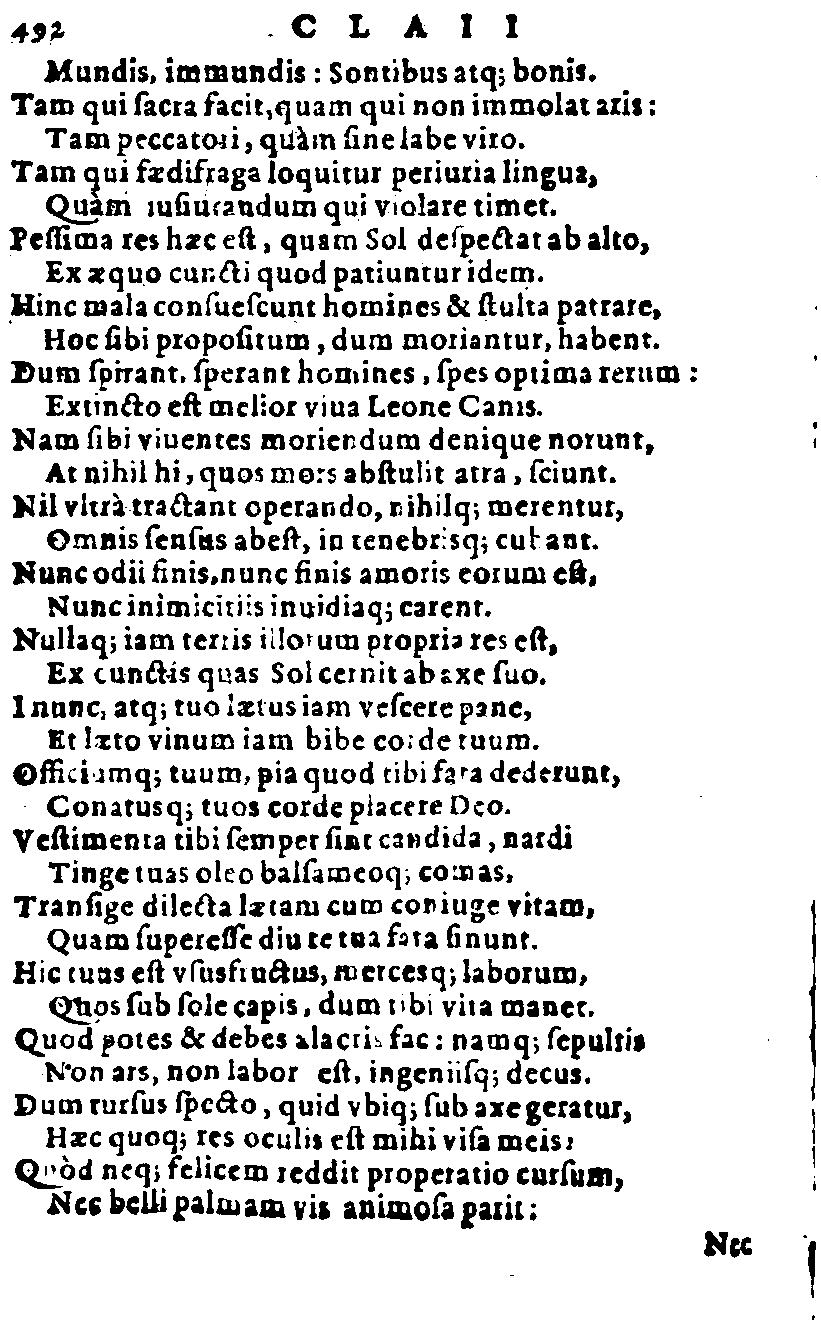 492 C L A I I
Mundis, immundis : Sontibus atq; bonis.
Tam qui ſacra facit, quam qui non immolat aris :
Tam peccatori, quàm ſine labe viro.
Tam qui fædifraga loquitur periuria lingua,
Quàm iuſiurandum qui violare timet.
Peſſima res hæc eſt, quam Sol deſpectat ab alto,
Ex æquo cuncti quod patiuntur idem.
Hinc mala conſueſcunt homines & ſtulta patrare,
Hoc ſibi propoſitum, dum moriantur, habent.
Dum ſpirant, ſperant homines, ſpes optima rerum :
Extincto eſt melior viua Leone Canis.
Nam ſibi viuentes moriendum denique norunt,
At nihil hi, quos mors abſtulit atra, ſciunt.
Nil vltrà tractant operando, nihilq; merentur,
Omnis ſenſus abeſt, in tenebrisq; cubant.
Nunc odii finis, nunc finis amoris eorum eſt,
Nunc inimicitiis inuidiaq; carent.
Nullaq; iam terris illorum propria res eſt,
Ex cunctis quas Sol cernit ab axe ſuo.
I nunc, atq; tuo lætus iam veſcere pane,
Et læto vinum iam bibe corde tuum.
Officiumq; tuum, pia quod tibi fata dederunt,
Conatusq; tuos corde placere Deo.
Veſtimenta tibi ſemper ſint candida, nardi
Tinge tuas oleo balſameoq; comas.
Tranſige dilecta lætam cum coniuge vitam,
Quam ſupereſſe diu te tua fata ſinunt.
Hic tuus eſt vſusfructus, mercesq; laborum,
Quos ſub ſole capis, dum tibi vita manet.
Quod potes & debes alacris fac : namq; ſepultis
Non ars, non labor eſt, ingeniiſq; decus.
Dum rurſus ſpecto, quid vbiq; ſub axe geratur,
Hæc quoq; res oculis eſt mihi viſa meis:
Quòd neq; felicem reddit properatio curſum,
Nec belli palmam vis animoſa parit :
Nec